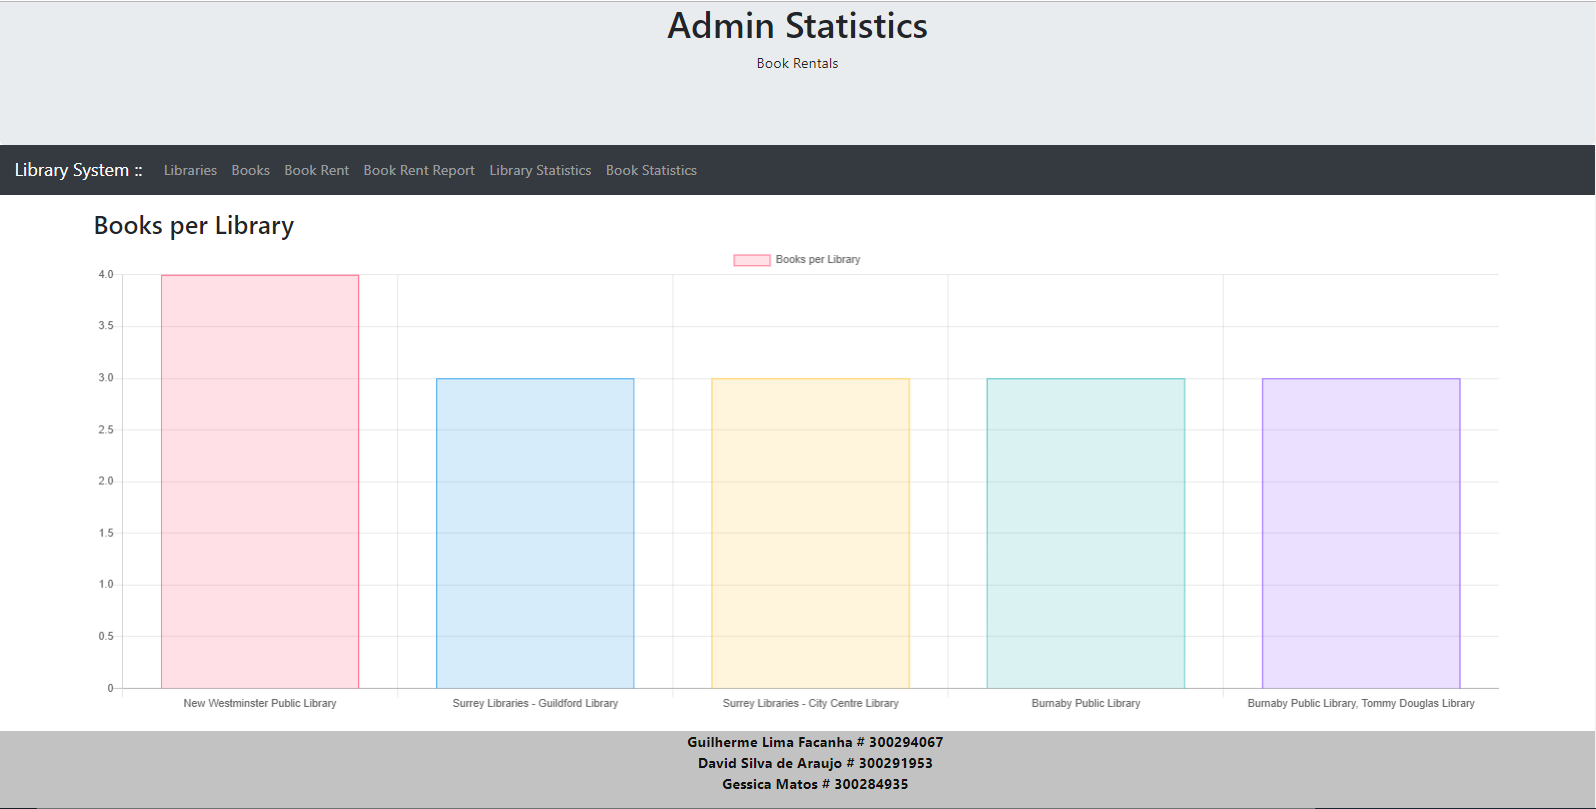 Admin Statistics
Book Rentals
Library System :: Libraries Books Book Rent Book Rent Report Library Statistics Book Statistics
Books per Library
Books per Library
4.0
3.5
3.0
2.5
2.0
1.5
1.0
0.5
0
New Westminster Public Library Surrey Libraries - Guildford Library Surrey Libraries - City Centre Library Burnaby Public Library Burnaby Public Library, Tommy Douglas Library
Guilherme Lima Facanha # 300294067
David Silva de Araujo # 300291953
Gessica Matos # 300284935